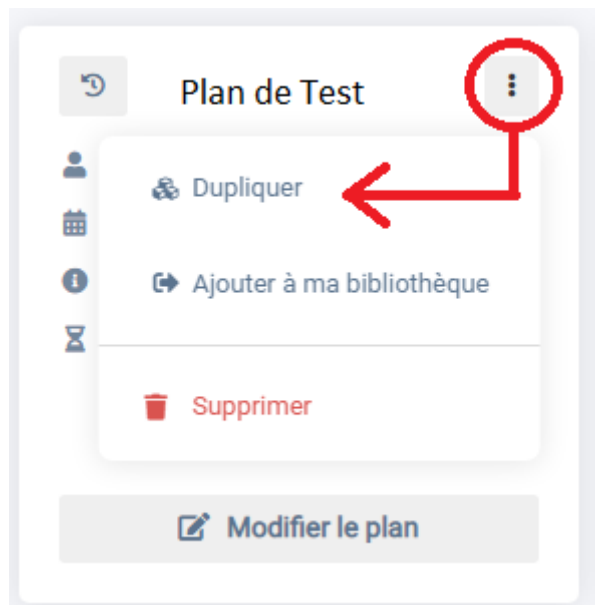 Plan de Test
Dupliquer
Ajouter à ma bibliothèque
Supprimer
Modifier le plan